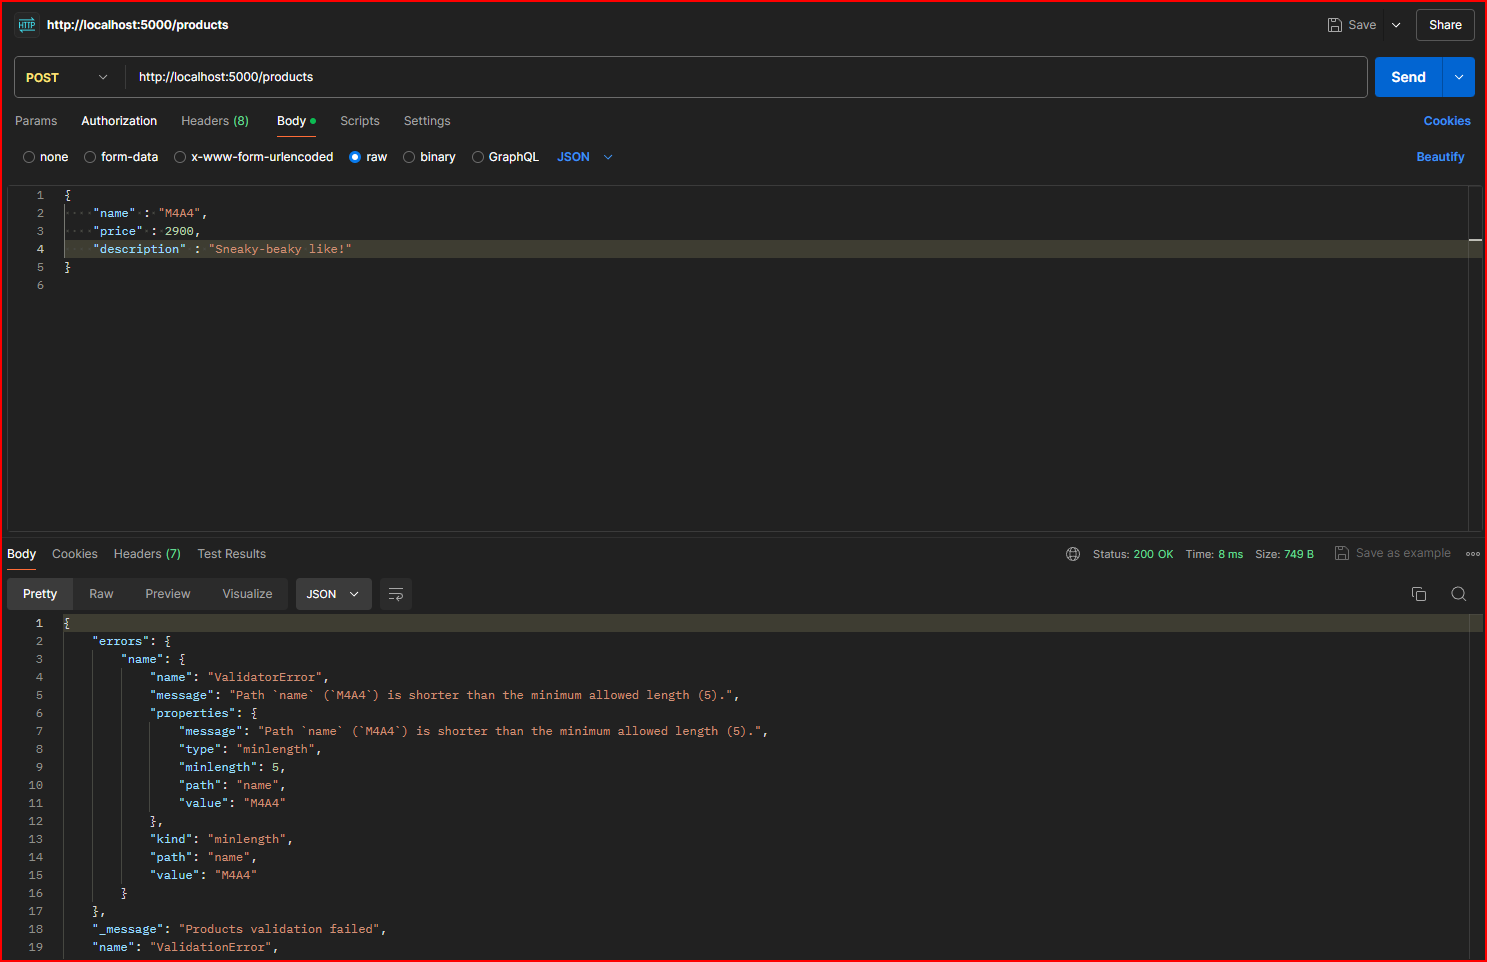 HTTP http://localhost:5000/products Save Share
POST http://localhost:5000/products Send
Params Authorization Headers (8) Body Scripts Settings Cookies
none form-data x-www-form-urlencoded raw binary GraphQL JSON Beautify
1 {
2 "name" : "M4A4",
3 "price" : 2900,
4 "description" : "Sneaky-beaky like!"
5 }
6
Body Cookies Headers (7) Test Results Status: 200 OK Time: 8 ms Size: 749 B Save as example
Pretty Raw Preview Visualize JSON
1 {
2 "errors": {
3 "name": {
4 "name": "ValidatorError",
5 "message": "Path `name` (`M4A4`) is shorter than the minimum allowed length (5).",
6 "properties": {
7 "message": "Path `name` (`M4A4`) is shorter than the minimum allowed length (5).",
8 "type": "minlength",
9 "minlength": 5,
10 "path": "name",
11 "value": "M4A4"
12 },
13 "kind": "minlength",
14 "path": "name",
15 "value": "M4A4"
16 }
17 },
18 "_message": "Products validation failed",
19 "name": "ValidationError",